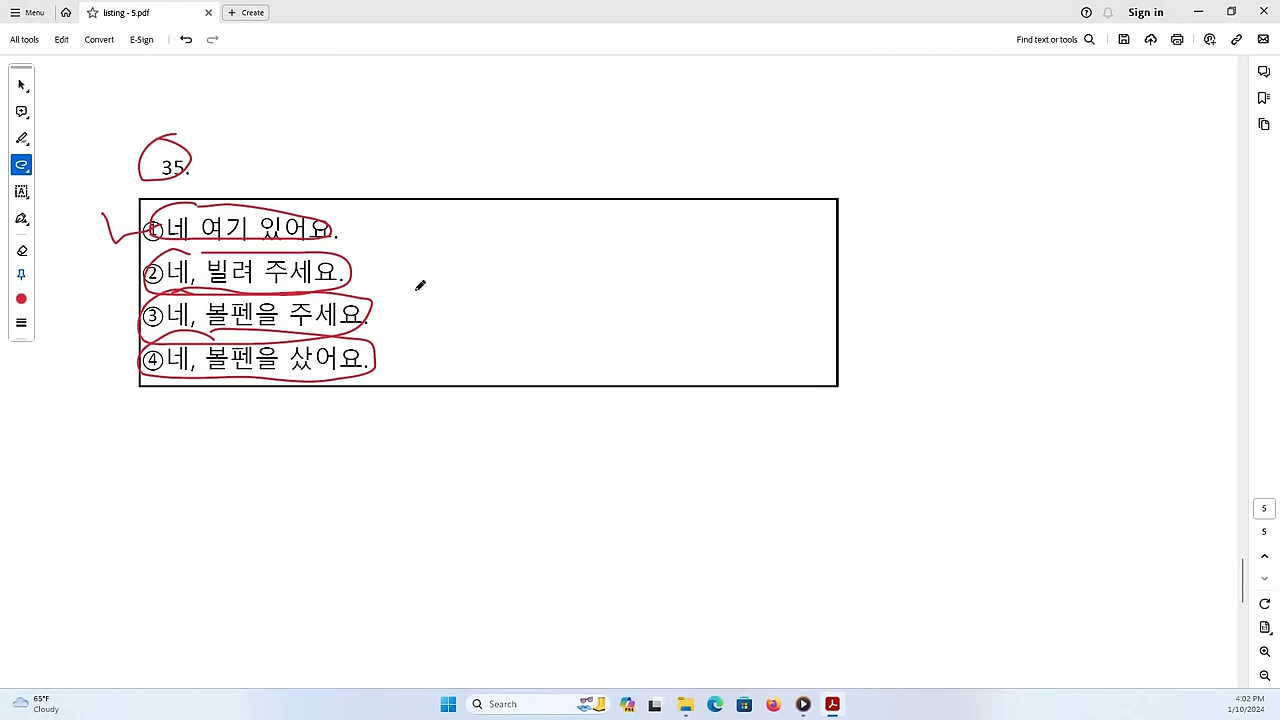 Menu
listing - 5.pdf
Create
Sign in
All tools
Edit
Convert
E-Sign
Find text or tools
35.
①네 여기 있어요.
②네, 빌려 주세요.
③네, 볼펜을 주세요.
④네, 볼펜을 샀어요.
5
5
65°F
Cloudy
Search
4:02 PM
1/10/2024